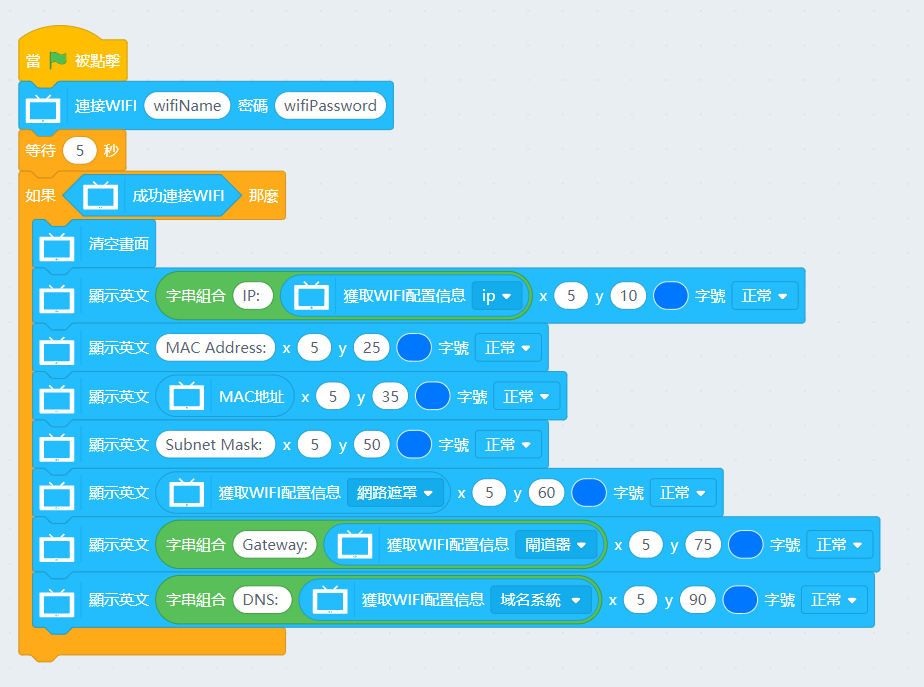 當 被點擊
連接WIFI wifiName 密碼 wifiPassword
等待 5 秒
如果 成功連接WIFI 那麼
清空畫面
顯示英文 字串組合 IP: 獲取WIFI配置信息 ip x 5 y 10 字號 正常
顯示英文 MAC Address: x 5 y 25 字號 正常
顯示英文 MAC地址 x 5 y 35 字號 正常
顯示英文 Subnet Mask: x 5 y 50 字號 正常
顯示英文 獲取WIFI配置信息 網路遮罩 x 5 y 60 字號 正常
顯示英文 字串組合 Gateway: 獲取WIFI配置信息 閘道器 x 5 y 75 字號 正常
顯示英文 字串組合 DNS: 獲取WIFI配置信息 域名系統 x 5 y 90 字號 正常